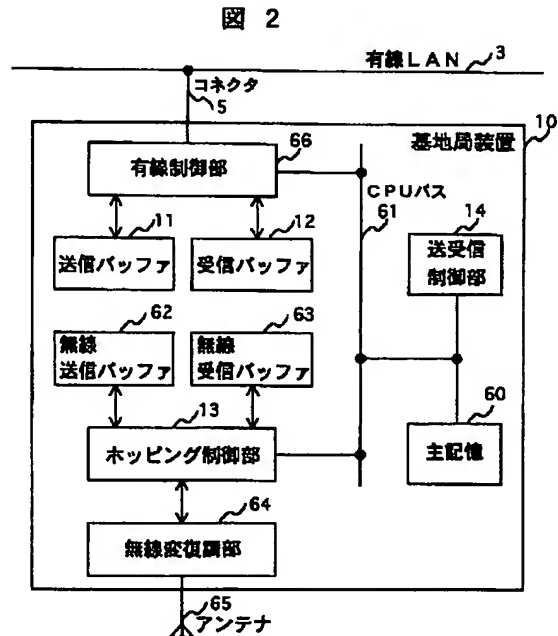 図 2
有線LAN 3
コネクタ
5
10
基地局装置
66
有線制御部
CPUバス
61
11
12
14
送信バッファ
受信バッファ
送受信
制御部
62
63
無線
送信バッファ
無線
受信バッファ
13
60
ホッピング制御部
主記憶
64
無線変復調部
65
アンテナ